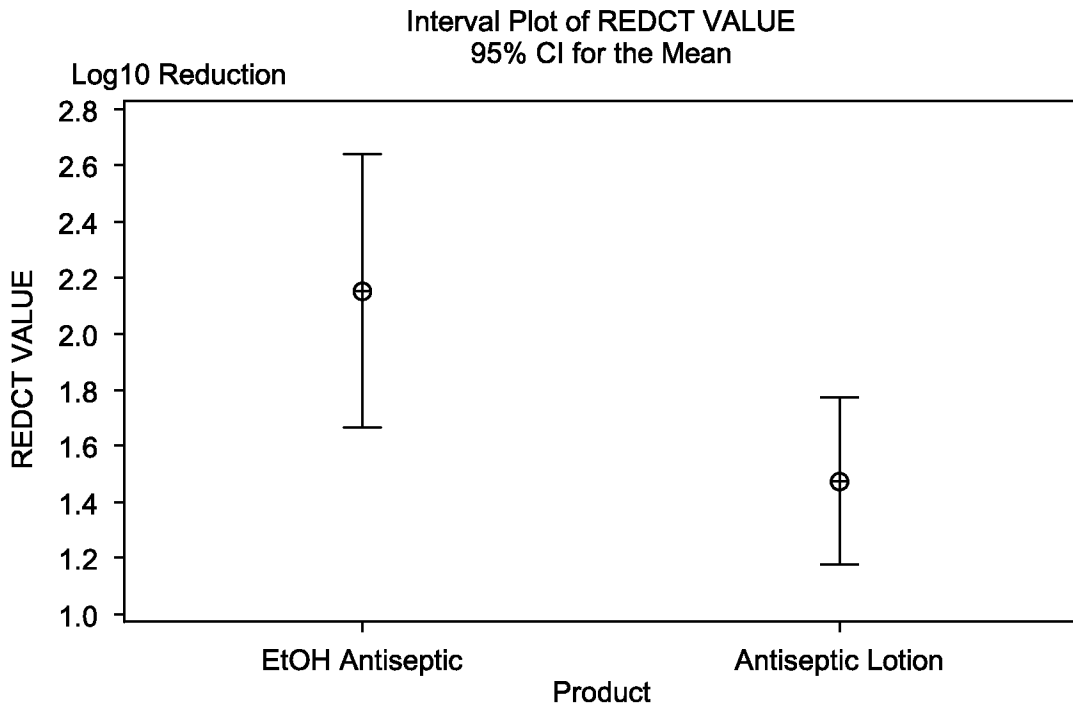 Interval Plot of REDCT VALUE
95% CI for the Mean
Log10 Reduction
REDCT VALUE
2.8
2.6
2.4
2.2
2.0
1.8
1.6
1.4
1.2
1.0
EtOH Antiseptic
Antiseptic Lotion
Product